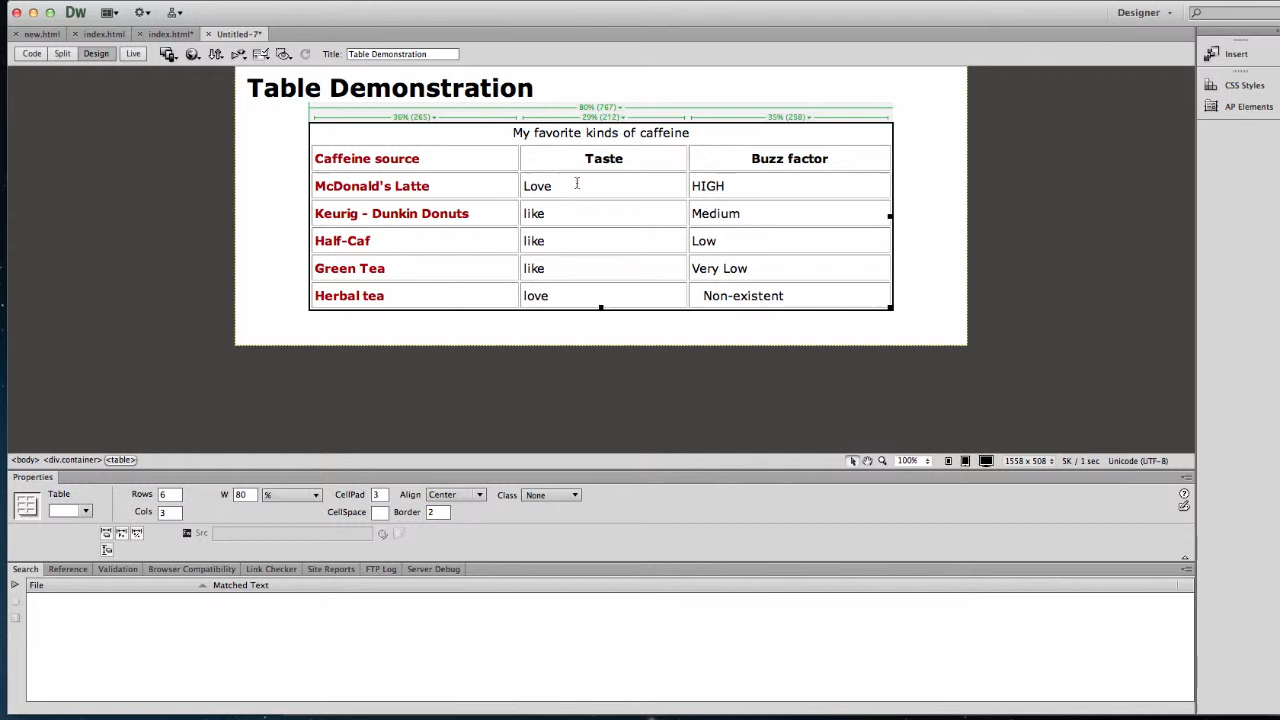 Dw Designer
new.html index.html index.html* Untitled-7*
Code Split Design Live Title: Table Demonstration
Insert
CSS Styles
AP Elements
Table Demonstration
80% (767)
36% (265) 29% (212) 35% (258)
My favorite kinds of caffeine
Caffeine source Taste Buzz factor
McDonald's Latte Love HIGH
Keurig - Dunkin Donuts like Medium
Half-Caf like Low
Green Tea like Very Low
Herbal tea love Non-existent
<body> <div.container> <table> 100% 1558 x 508 5K / 1 sec Unicode (UTF-8)
Properties
Table Rows 6 W 80 % CellPad 3 Align Center Class None
Cols 3 CellSpace Border 2
Src
Search Reference Validation Browser Compatibility Link Checker Site Reports FTP Log Server Debug
File Matched Text